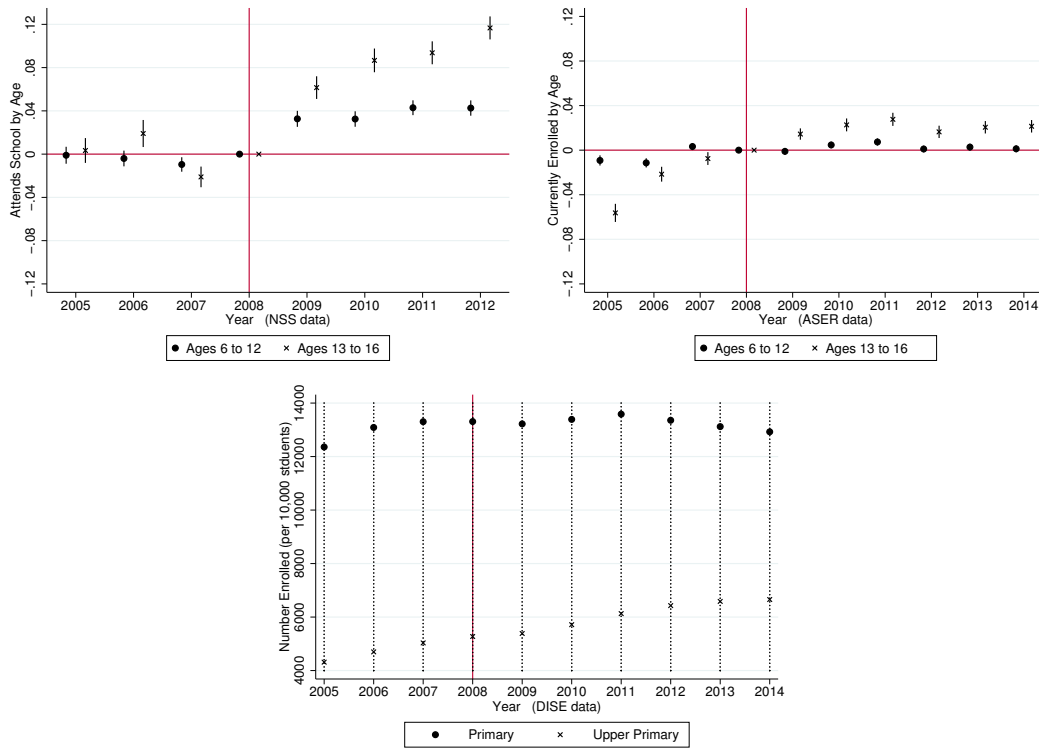 Attends School by Age
.12
.08
.04
0
−.04
−.08
−.12
2005 2006 2007 2008 2009 2010 2011 2012
Year (NSS data)
Ages 6 to 12 Ages 13 to 16
Currently Enrolled by Age
.12
.08
.04
0
−.04
−.08
−.12
2005 2006 2007 2008 2009 2010 2011 2012 2013 2014
Year (ASER data)
Ages 6 to 12 Ages 13 to 16
Number Enrolled (per 10,000 stduents)
14000
12000
10000
8000
6000
4000
2005 2006 2007 2008 2009 2010 2011 2012 2013 2014
Year (DISE data)
Primary Upper Primary